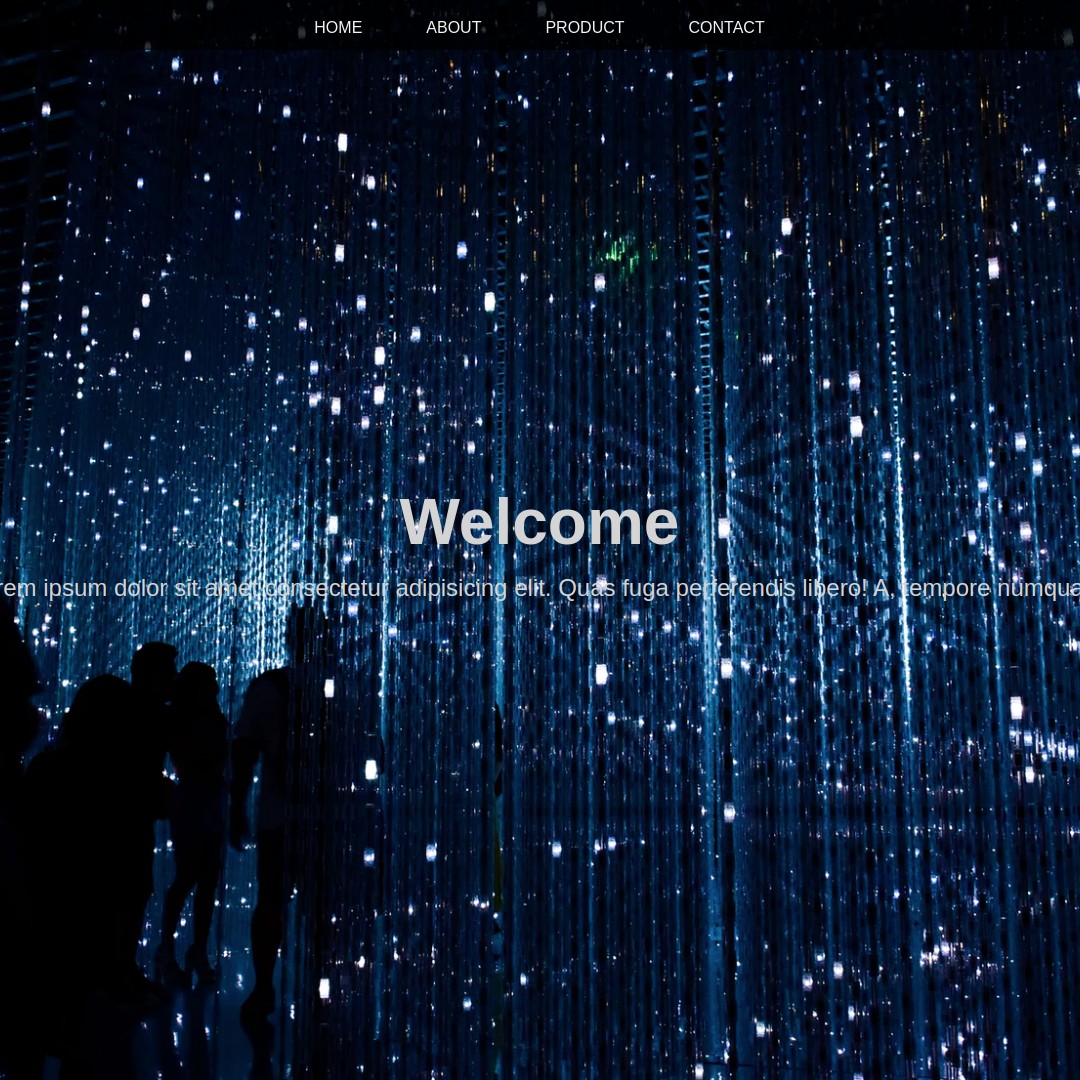 HOME ABOUT PRODUCT CONTACT
Welcome
rem ipsum dolor sit amet consectetur adipisicing elit. Quas fuga perferendis libero! A, tempore numqua